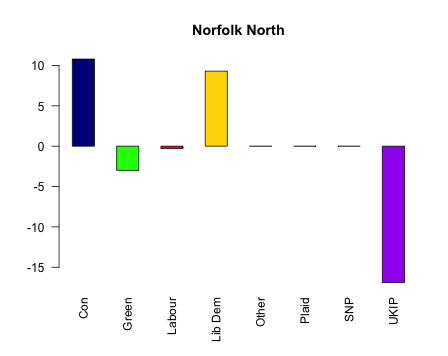 Norfolk North
10
5
0
-5
-10
-15
Con
Green
Labour
Lib Dem
Other
Plaid
SNP
UKIP